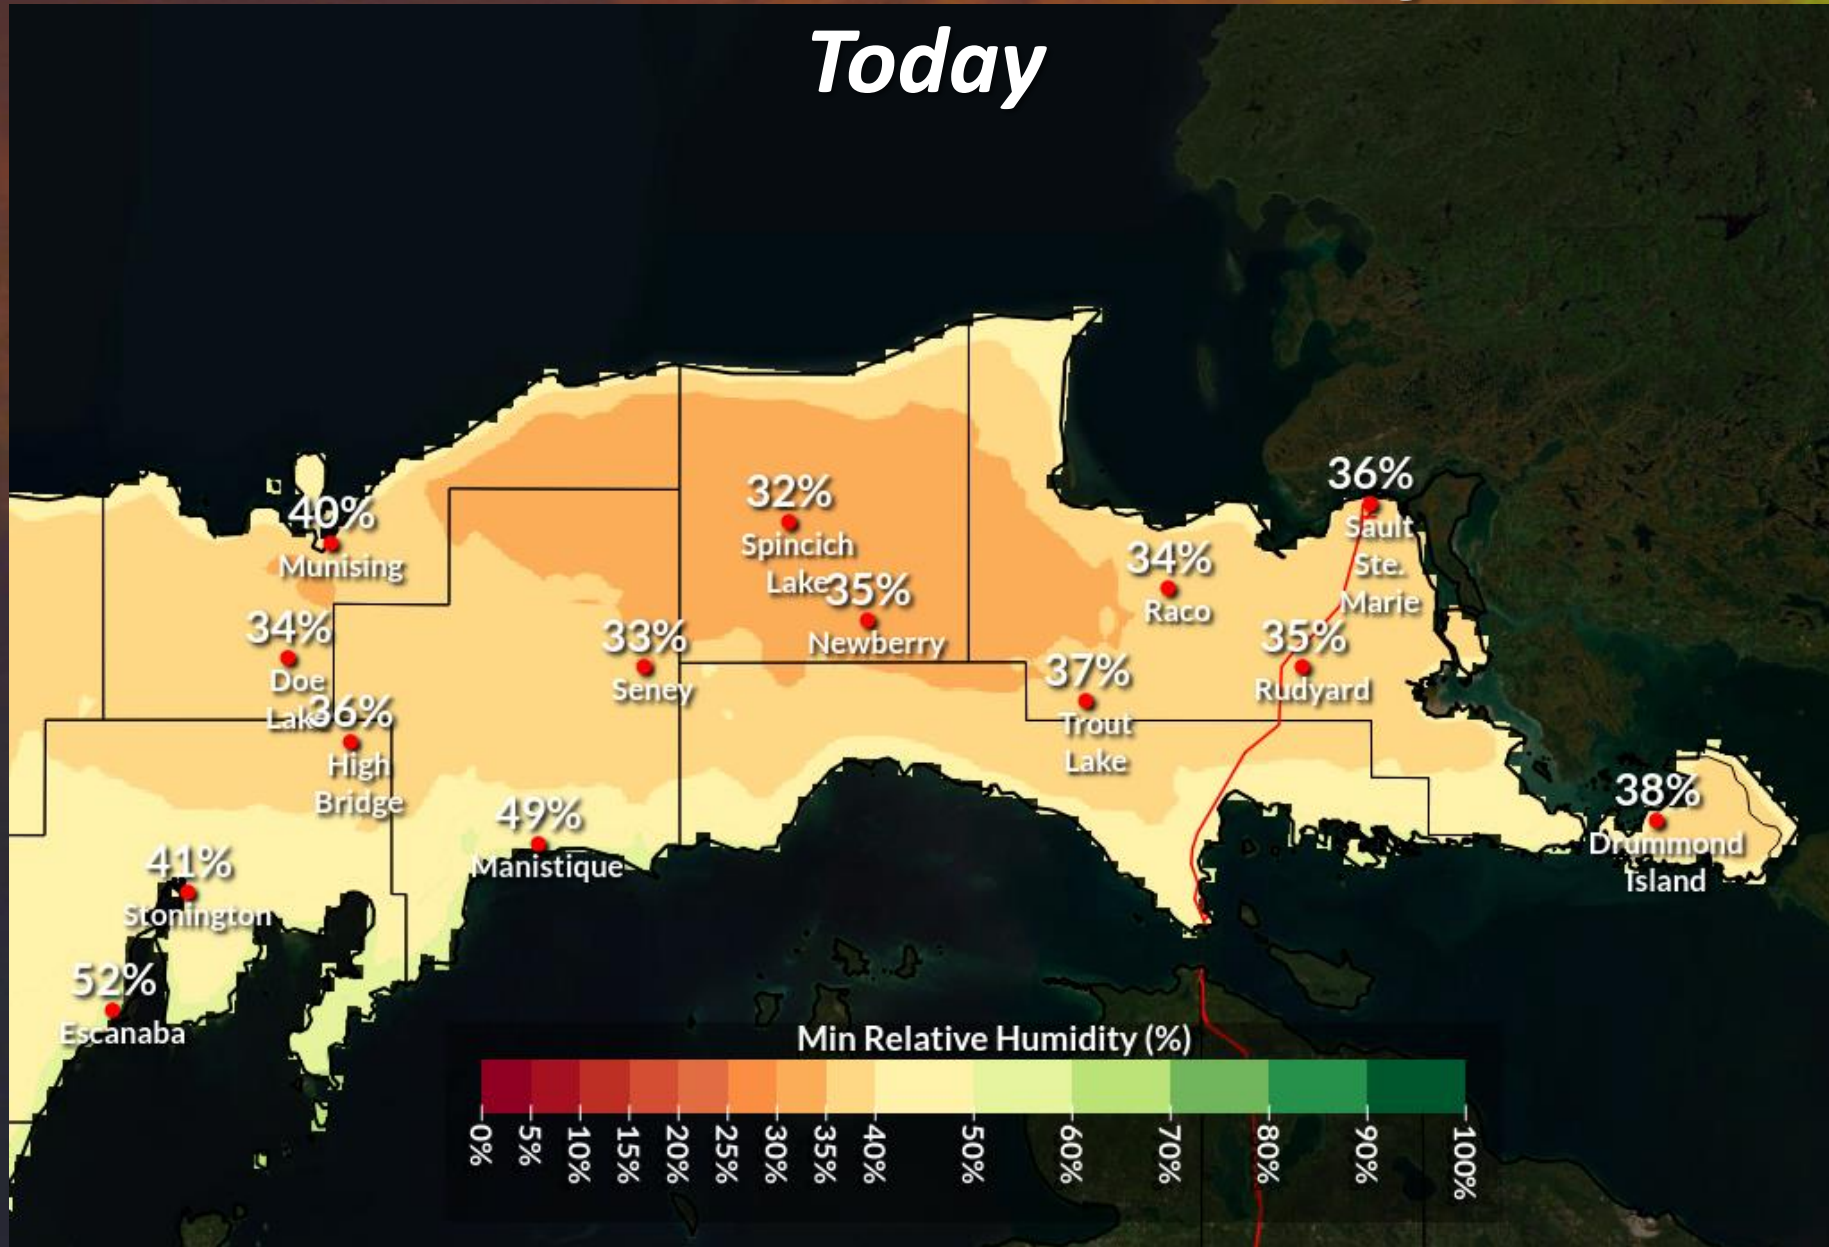 Today
36%
Sault
Ste.
Marie
32%
Spincich
Lake
40%
Munising
34%
Raco
35%
Newberry
34%
Doe
Lake
33%
Seney
35%
Rudyard
37%
Trout
Lake
36%
High
Bridge
38%
Drummond
Island
49%
Manistique
41%
Stonington
52%
Escanaba
Min Relative Humidity (%)
0% 5% 10% 15% 20% 25% 30% 35% 40% 50% 60% 70% 80% 90% 100%